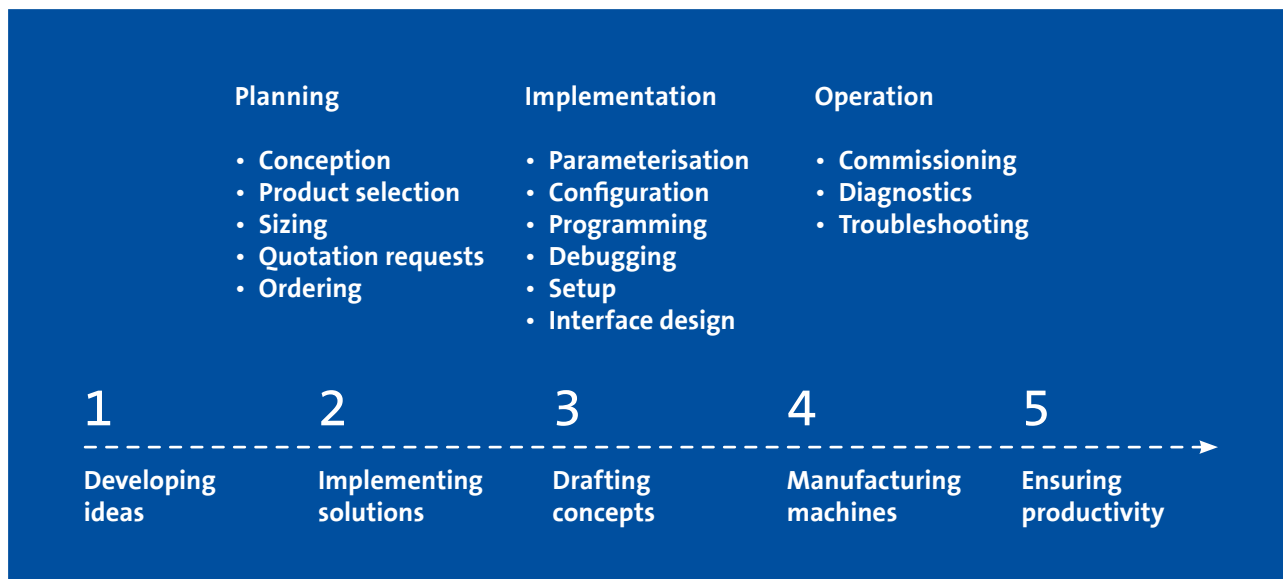 Planning
• Conception
• Product selection
• Sizing
• Quotation requests
• Ordering
Implementation
• Parameterisation
• Configuration
• Programming
• Debugging
• Setup
• Interface design
Operation
• Commissioning
• Diagnostics
• Troubleshooting
1
Developing
ideas
2
Implementing
solutions
3
Drafting
concepts
4
Manufacturing
machines
5
Ensuring
productivity